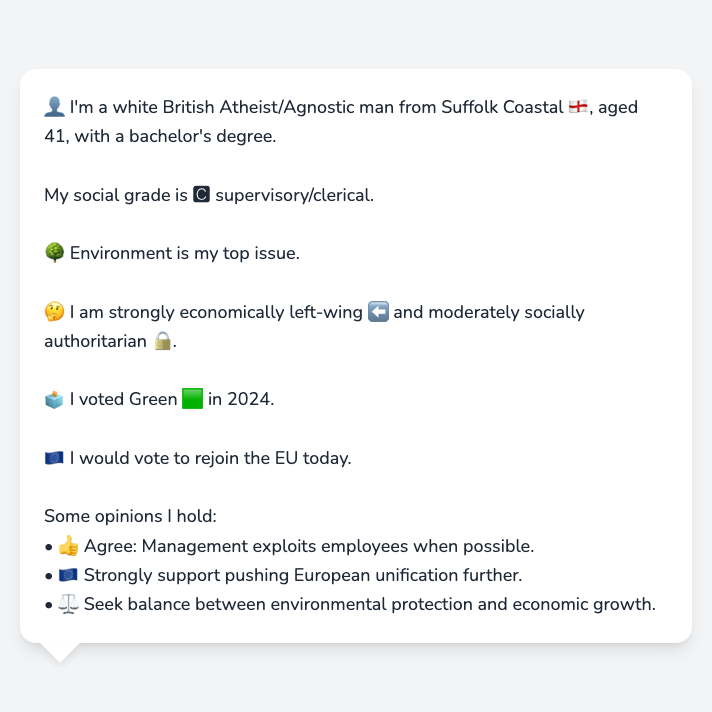 👤 I'm a white British Atheist/Agnostic man from Suffolk Coastal 🏴󠁧󠁢󠁥󠁮󠁧󠁿, aged
41, with a bachelor's degree.
My social grade is 🅲 supervisory/clerical.
🌳 Environment is my top issue.
🤔 I am strongly economically left-wing ⬅️ and moderately socially
authoritarian 🔒.
🗳️ I voted Green 🟩 in 2024.
🇪🇺 I would vote to rejoin the EU today.
Some opinions I hold:
• 👍 Agree: Management exploits employees when possible.
• 🇪🇺 Strongly support pushing European unification further.
• ⚖️ Seek balance between environmental protection and economic growth.